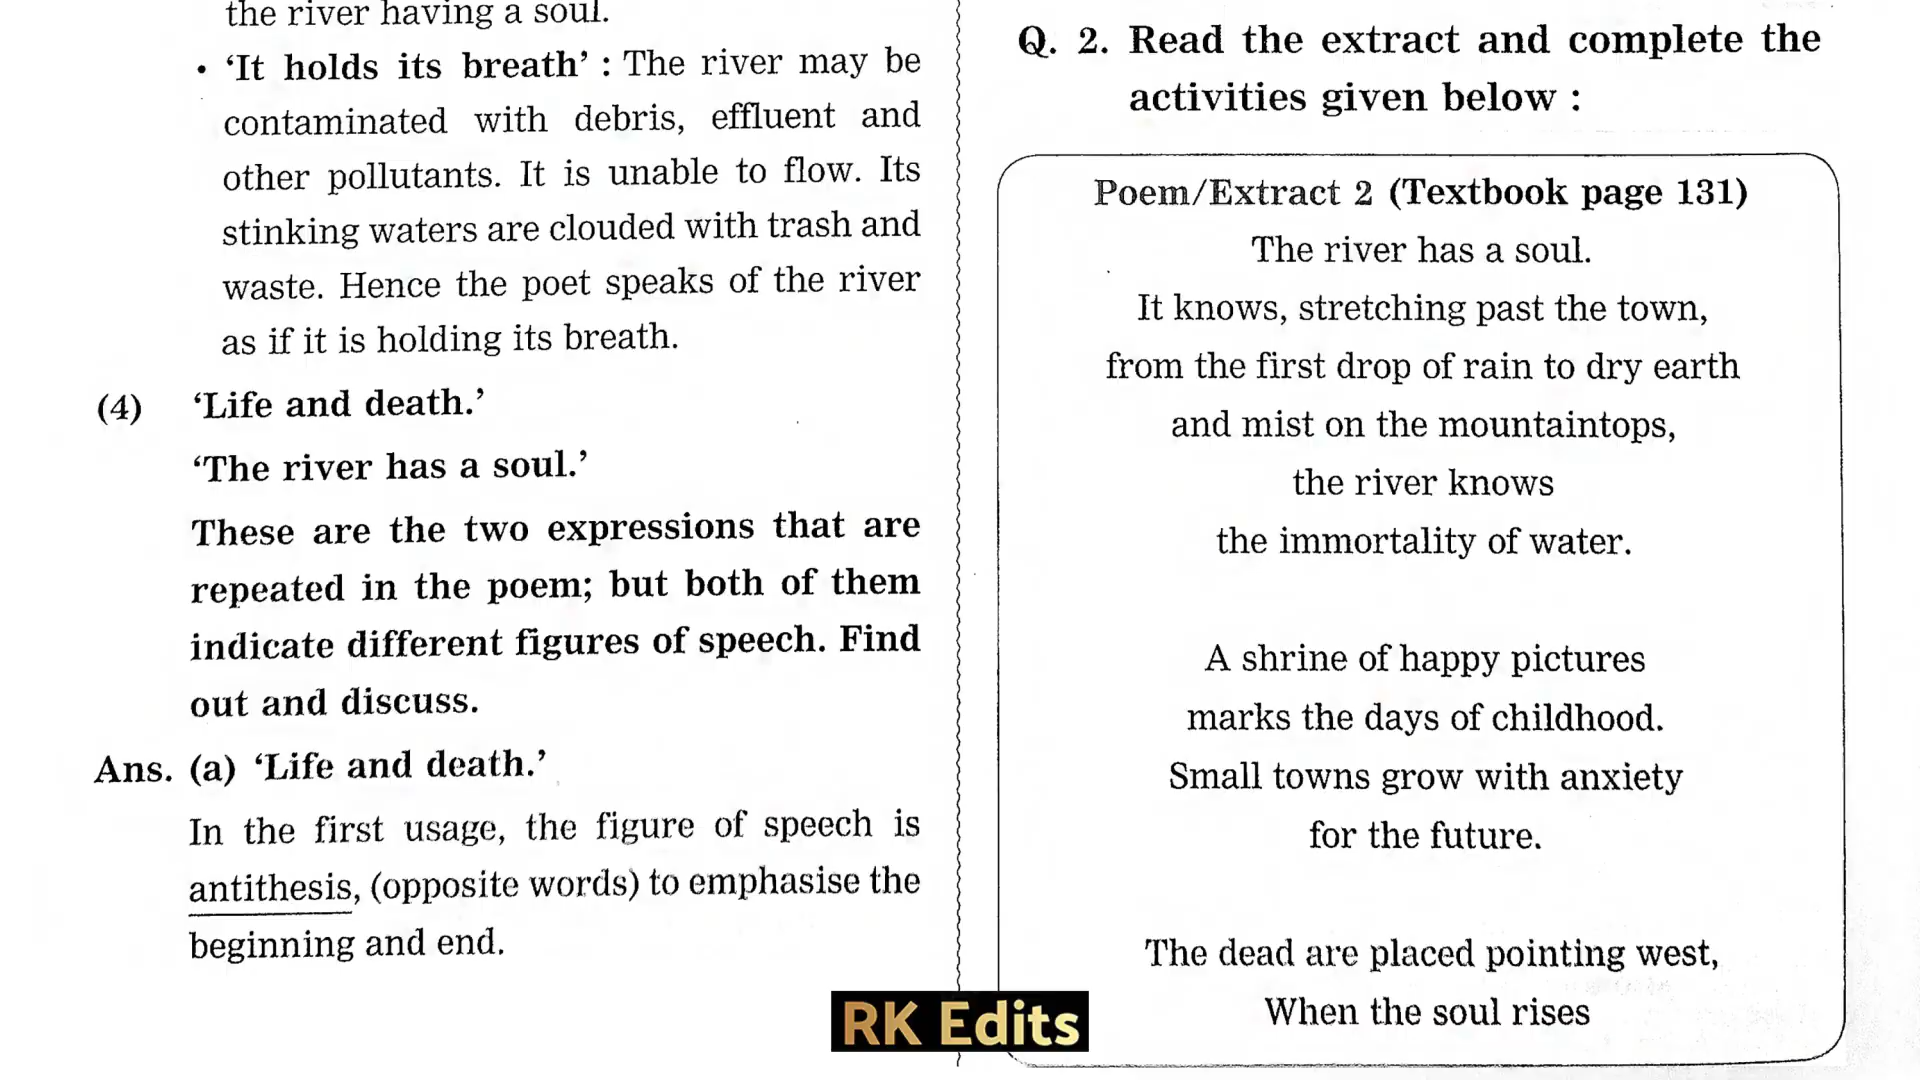 the river having a soul.
• ‘It holds its breath’ : The river may be
contaminated with debris, effluent and
other pollutants. It is unable to flow. Its
stinking waters are clouded with trash and
waste. Hence the poet speaks of the river
as if it is holding its breath.
(4) ‘Life and death.’
‘The river has a soul.’
These are the two expressions that are
repeated in the poem; but both of them
indicate different figures of speech. Find
out and discuss.
Ans. (a) ‘Life and death.’
In the first usage, the figure of speech is
antithesis, (opposite words) to emphasise the
beginning and end.
Q. 2. Read the extract and complete the
activities given below :
Poem/Extract 2 (Textbook page 131)
The river has a soul.
It knows, stretching past the town,
from the first drop of rain to dry earth
and mist on the mountaintops,
the river knows
the immortality of water.
A shrine of happy pictures
marks the days of childhood.
Small towns grow with anxiety
for the future.
The dead are placed pointing west,
When the soul rises
RK Edits